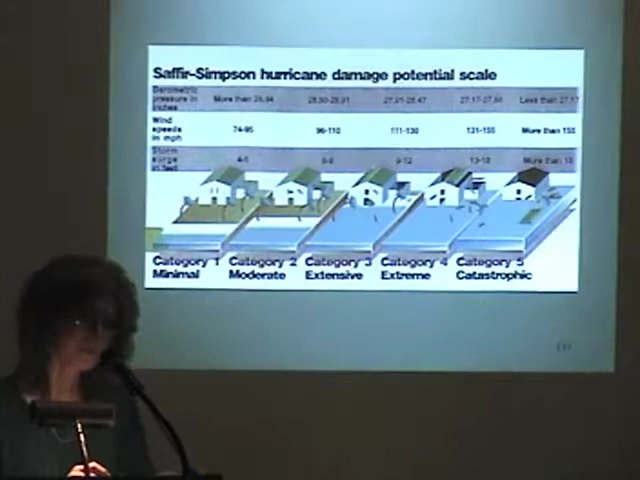 Saffir-Simpson hurricane damage potential scale
Barometric pressure in inches More than 28.94 28.50-28.91 27.91-28.47 27.17-27.88 Less than 27.17
Wind speeds in mph 74-95 96-110 111-130 131-155 More than 155
Storm surge in feet 4-5 6-8 9-12 13-18 More than 18
Category 1 Category 2 Category 3 Category 4 Category 5
Minimal Moderate Extensive Extreme Catastrophic